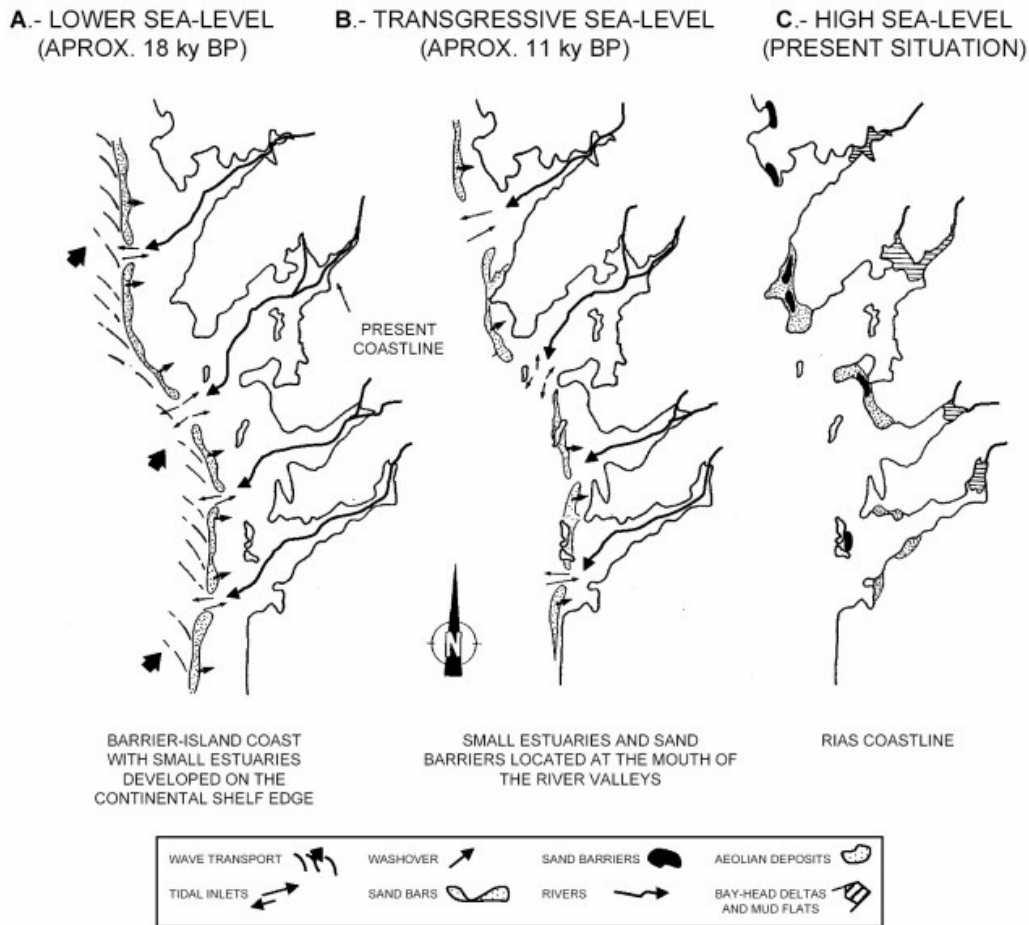 A.- LOWER SEA-LEVEL
(APROX. 18 ky BP)
B.- TRANSGRESSIVE SEA-LEVEL
(APROX. 11 ky BP)
C.- HIGH SEA-LEVEL
(PRESENT SITUATION)
PRESENT
COASTLINE
N
BARRIER-ISLAND COAST
WITH SMALL ESTUARIES
DEVELOPED ON THE
CONTINENTAL SHELF EDGE
SMALL ESTUARIES AND SAND
BARRIERS LOCATED AT THE MOUTH OF
THE RIVER VALLEYS
RIAS COASTLINE
WAVE TRANSPORT
WASHOVER
SAND BARRIERS
AEOLIAN DEPOSITS
TIDAL INLETS
SAND BARS
RIVERS
BAY-HEAD DELTAS
AND MUD FLATS